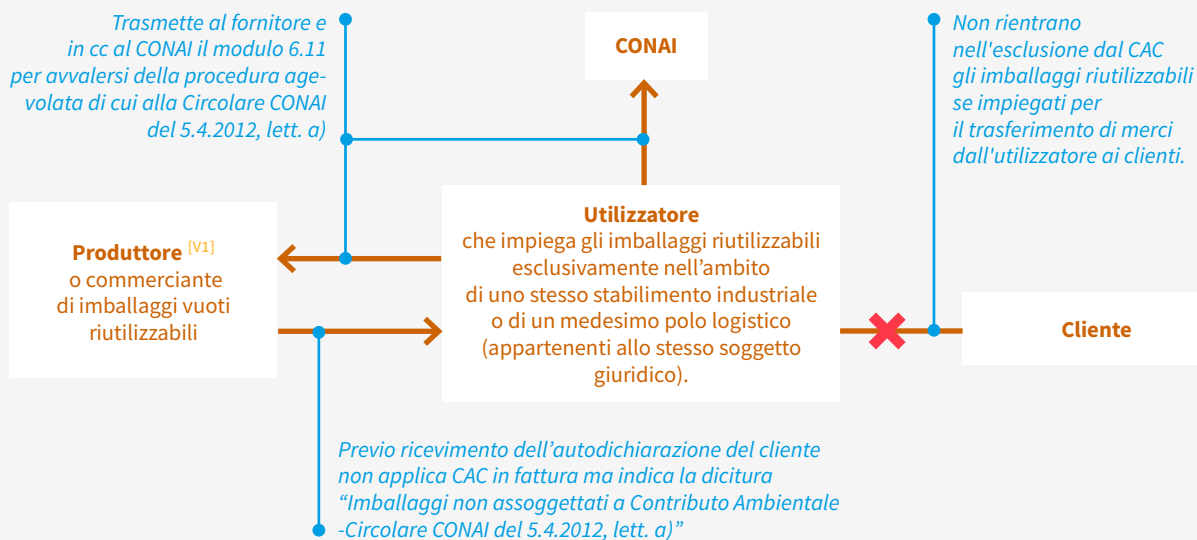 Trasmette al fornitore e
in cc al CONAI il modulo 6.11
per avvalersi della procedura age-
volata di cui alla Circolare CONAI
del 5.4.2012, lett. a)
CONAI
Non rientrano
nell'esclusione dal CAC
gli imballaggi riutilizzabili
se impiegati per
il trasferimento di merci
dall'utilizzatore ai clienti.
Produttore [V1]
o commerciante
di imballaggi vuoti
riutilizzabili
Utilizzatore
che impiega gli imballaggi riutilizzabili
esclusivamente nell’ambito
di uno stesso stabilimento industriale
o di un medesimo polo logistico
(appartenenti allo stesso soggetto
giuridico).
Cliente
Previo ricevimento dell’autodichiarazione del cliente
non applica CAC in fattura ma indica la dicitura
“Imballaggi non assoggettati a Contributo Ambientale
-Circolare CONAI del 5.4.2012, lett. a)”